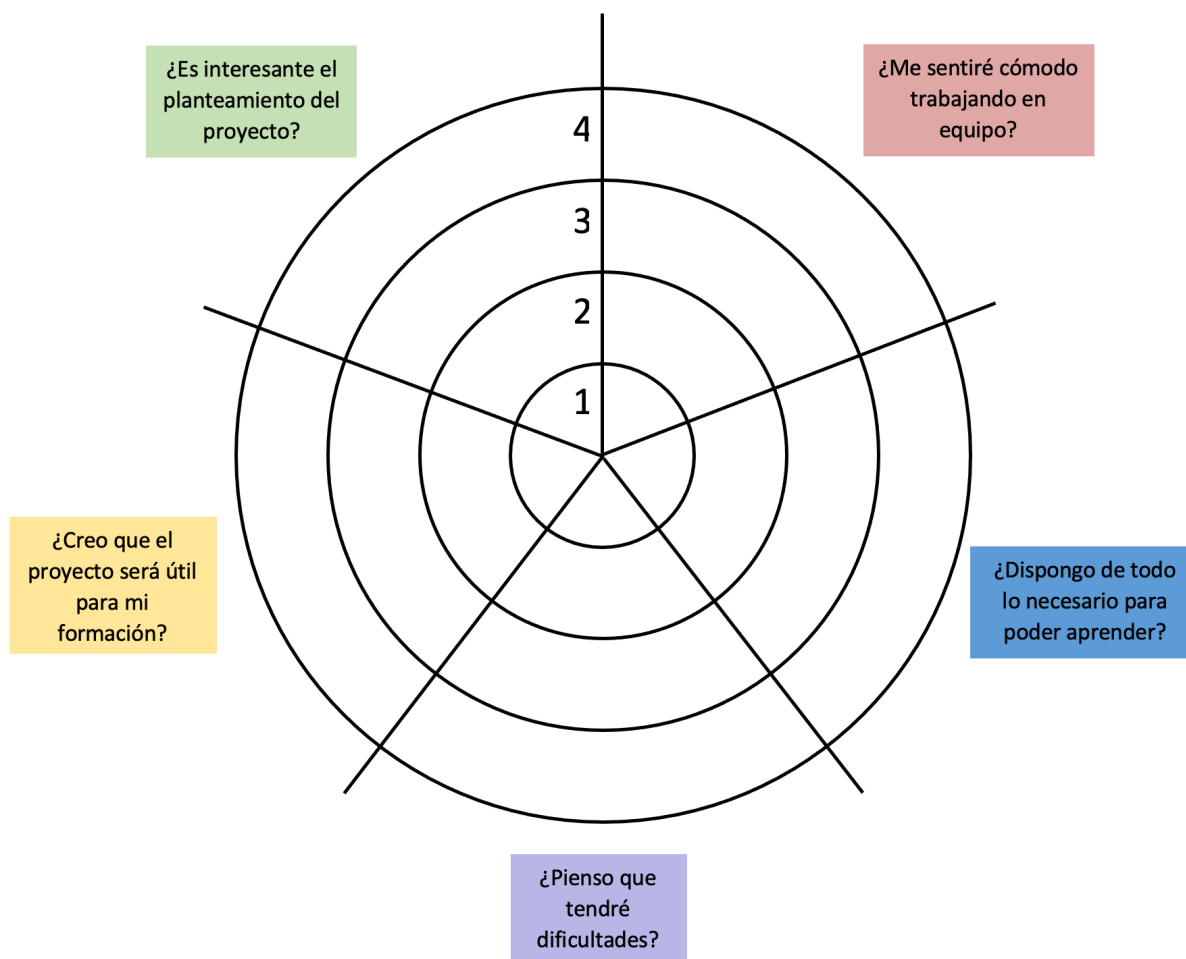 ¿Es interesante el
planteamiento del
proyecto?
¿Me sentiré cómodo
trabajando en
equipo?
4
3
2
1
¿Creo que el
proyecto será útil
para mi
formación?
¿Dispongo de todo
lo necesario para
poder aprender?
¿Pienso que
tendré
dificultades?